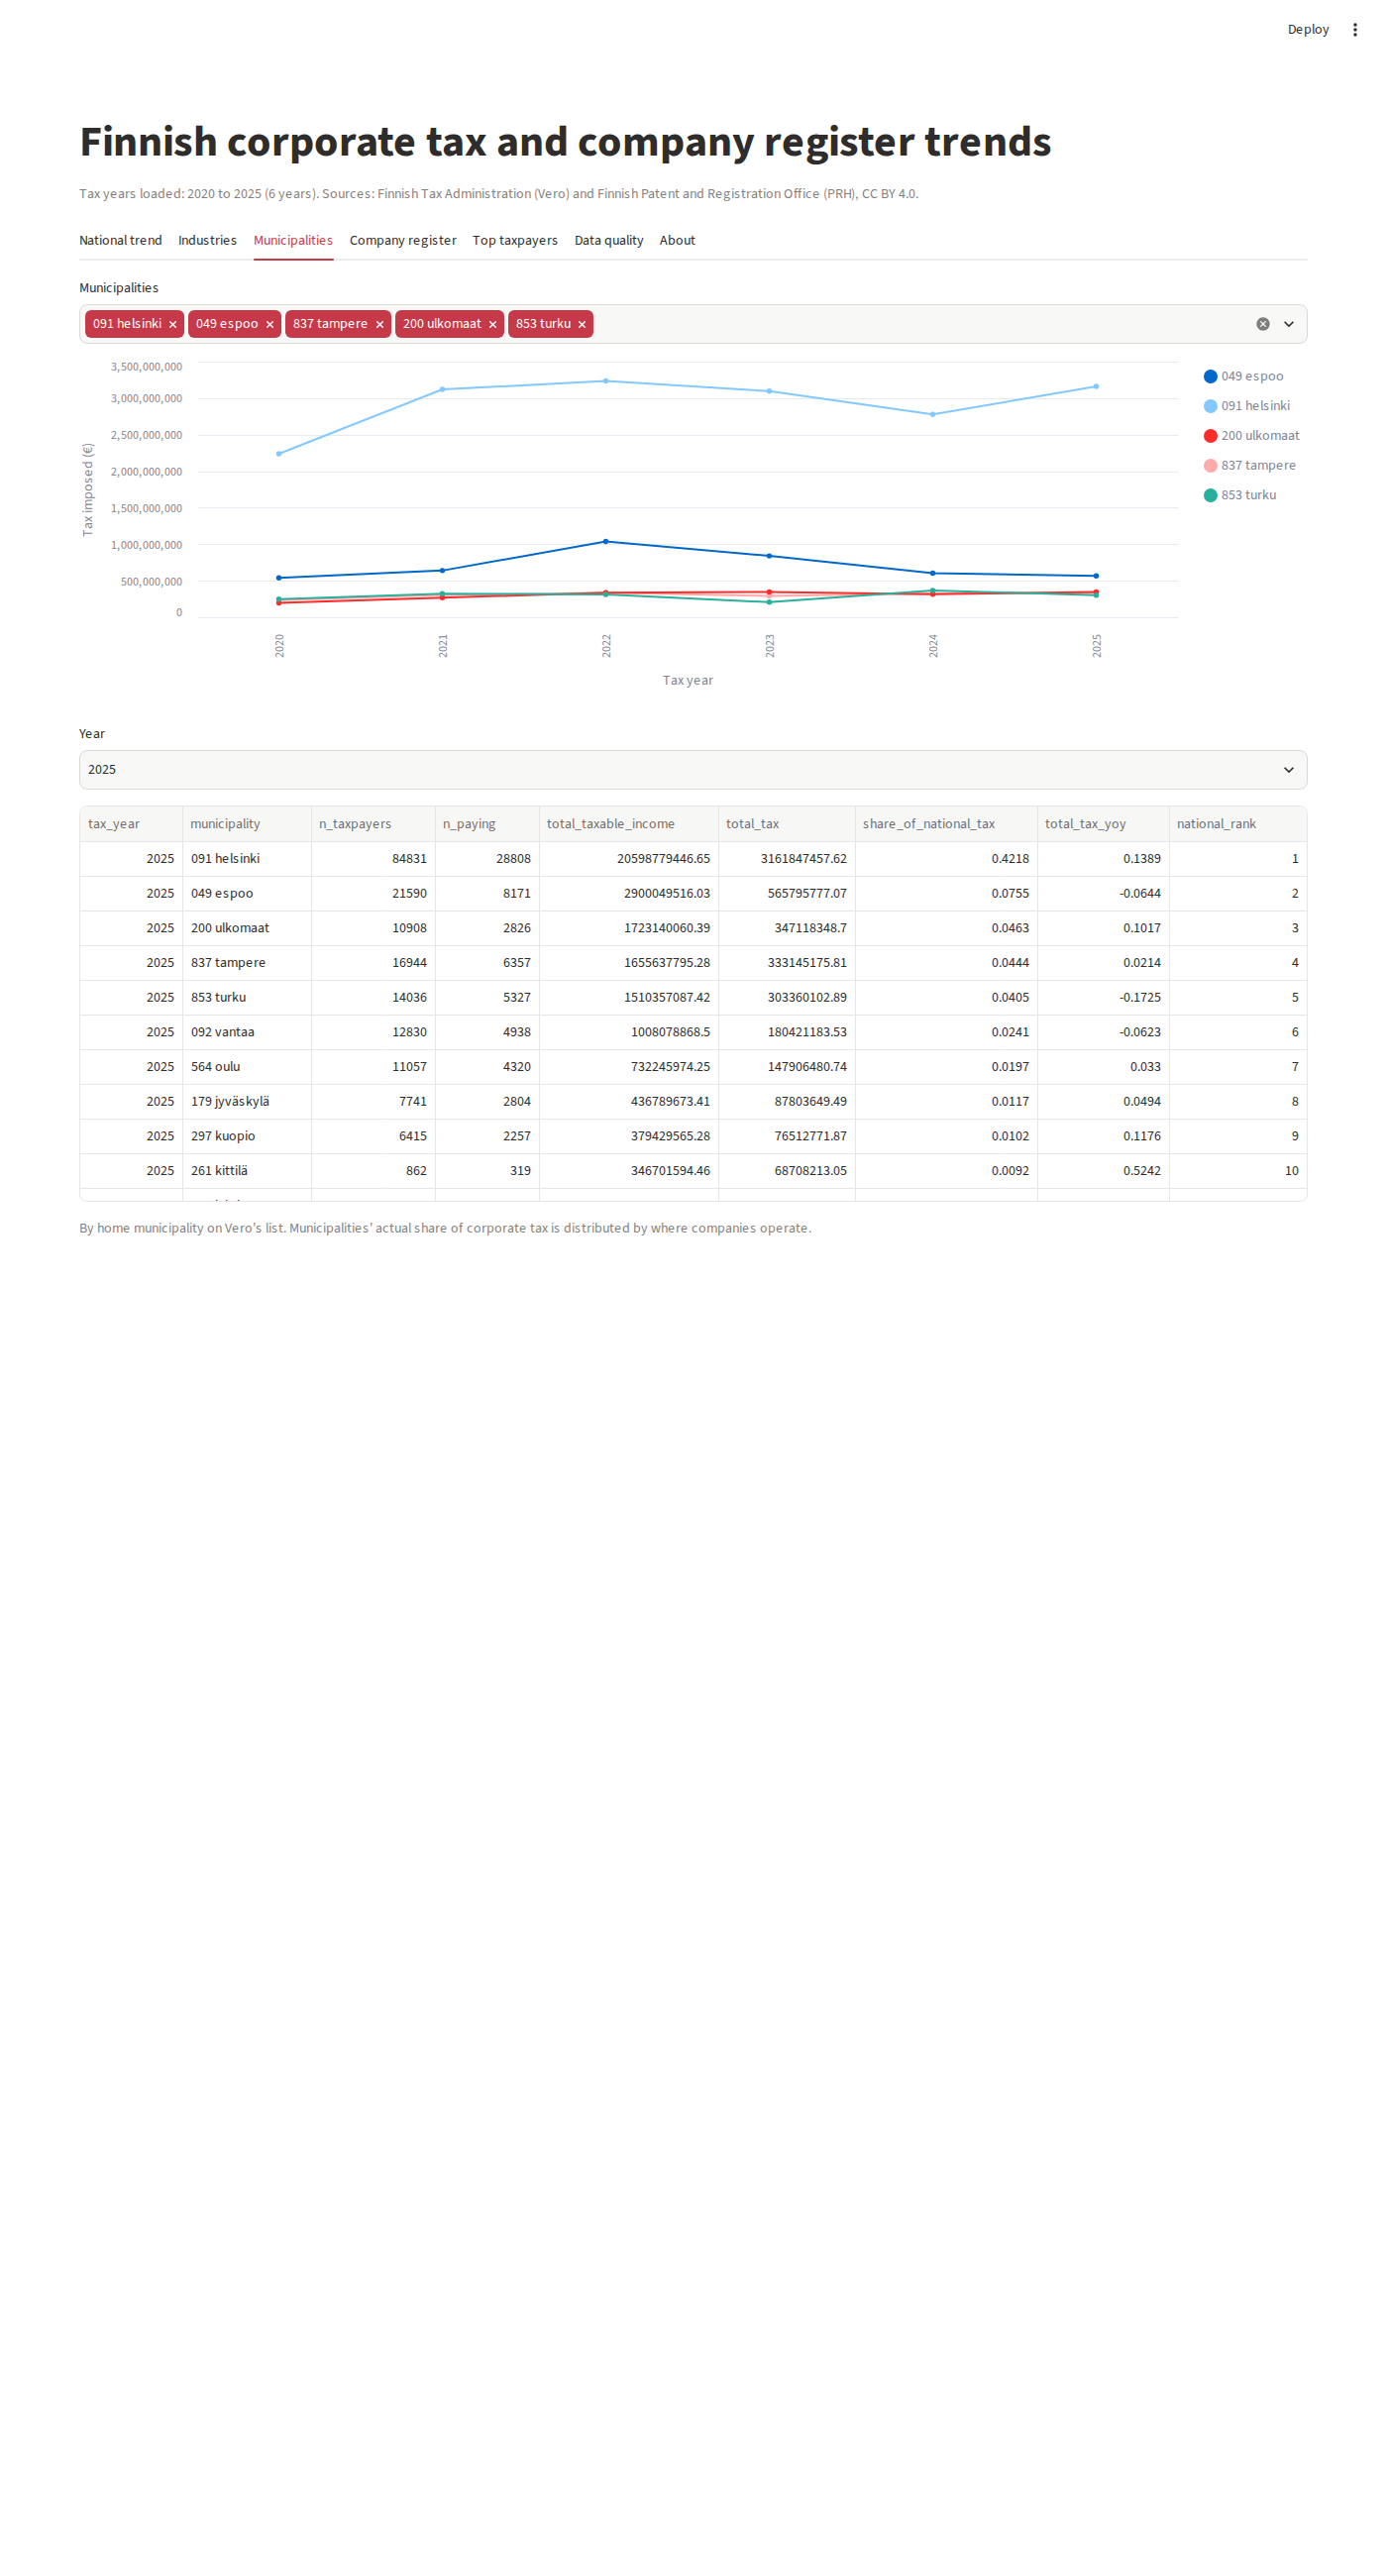 Deploy
Finnish corporate tax and company register trends
Tax years loaded: 2020 to 2025 (6 years). Sources: Finnish Tax Administration (Vero) and Finnish Patent and Registration Office (PRH), CC BY 4.0.
National trend Industries Municipalities Company register Top taxpayers Data quality About
Municipalities
091 helsinki 049 espoo 837 tampere 200 ulkomaat 853 turku
Tax imposed (€)
3,500,000,000
3,000,000,000
2,500,000,000
2,000,000,000
1,500,000,000
1,000,000,000
500,000,000
0
2020 2021 2022 2023 2024 2025
Tax year
049 espoo
091 helsinki
200 ulkomaat
837 tampere
853 turku
Year
2025
tax_year municipality n_taxpayers n_paying total_taxable_income total_tax share_of_national_tax total_tax_yoy national_rank
2025 091 helsinki 84831 28808 20598779446.65 3161847457.62 0.4218 0.1389 1
2025 049 espoo 21590 8171 2900049516.03 565795777.07 0.0755 -0.0644 2
2025 200 ulkomaat 10908 2826 1723140060.39 347118348.7 0.0463 0.1017 3
2025 837 tampere 16944 6357 1655637795.28 333145175.81 0.0444 0.0214 4
2025 853 turku 14036 5327 1510357087.42 303360102.89 0.0405 -0.1725 5
2025 092 vantaa 12830 4938 1008078868.5 180421183.53 0.0241 -0.0623 6
2025 564 oulu 11057 4320 732245974.25 147906480.74 0.0197 0.033 7
2025 179 jyväskylä 7741 2804 436789673.41 87803649.49 0.0117 0.0494 8
2025 297 kuopio 6415 2257 379429565.28 76512771.87 0.0102 0.1176 9
2025 261 kittilä 862 319 346701594.46 68708213.05 0.0092 0.5242 10
By home municipality on Vero's list. Municipalities' actual share of corporate tax is distributed by where companies operate.